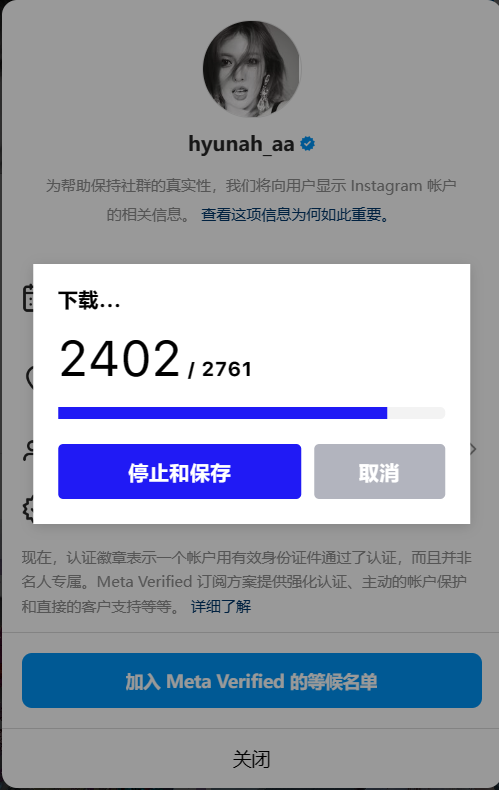 hyunah_aa
为帮助保持社群的真实性，我们将向用户显示 Instagram 帐户
的相关信息。 查看这项信息为何如此重要。
下载...
2402 / 2761
停止和保存
取消
现在，认证徽章表示一个帐户用有效身份证件通过了认证，而且并非
名人专属。Meta Verified 订阅方案提供强化认证、主动的帐户保护
和直接的客户支持等等。 详细了解
加入 Meta Verified 的等候名单
关闭